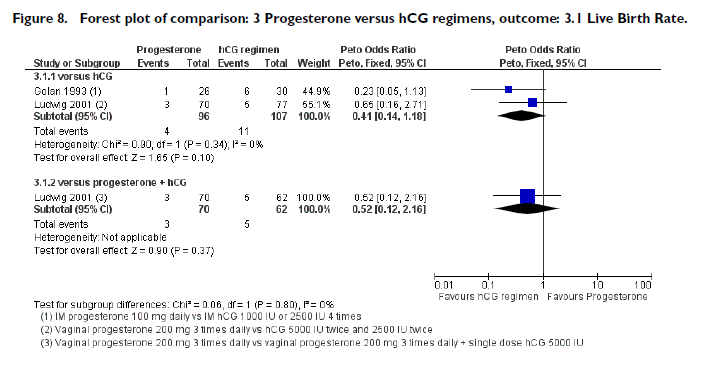 Figure 8. Forest plot of comparison: 3 Progesterone versus hCG regimens, outcome: 3.1 Live Birth Rate.
Progesterone hCG regimen Peto Odds Ratio Peto Odds Ratio
Study or Subgroup Events Total Events Total Weight Peto, Fixed, 95% CI Peto, Fixed, 95% CI
3.1.1 versus hCG
Golan 1993 (1) 1 26 6 30 44.9% 0.23 [0.05, 1.13]
Ludwig 2001 (2) 3 70 5 77 55.1% 0.65 [0.16, 2.71]
Subtotal (95% CI) 96 107 100.0% 0.41 [0.14, 1.18]
Total events 4 11
Heterogeneity: Chi² = 0.90, df = 1 (P = 0.34); I² = 0%
Test for overall effect: Z = 1.65 (P = 0.10)
3.1.2 versus progesterone + hCG
Ludwig 2001 (3) 3 70 5 62 100.0% 0.52 [0.12, 2.16]
Subtotal (95% CI) 70 62 100.0% 0.52 [0.12, 2.16]
Total events 3 5
Heterogeneity: Not applicable
Test for overall effect: Z = 0.90 (P = 0.37)
0.01 0.1 1 10 100
Favours hCG regimen Favours Progesterone
Test for subgroup differences: Chi² = 0.06, df = 1 (P = 0.80), I² = 0%
(1) IM progesterone 100 mg daily vs IM hCG 1000 IU or 2500 IU 4 times
(2) Vaginal progesterone 200 mg 3 times daily vs hCG 5000 IU twice and 2500 IU twice
(3) Vaginal progesterone 200 mg 3 times daily vs vaginal progesterone 200 mg 3 times daily + single dose hCG 5000 IU